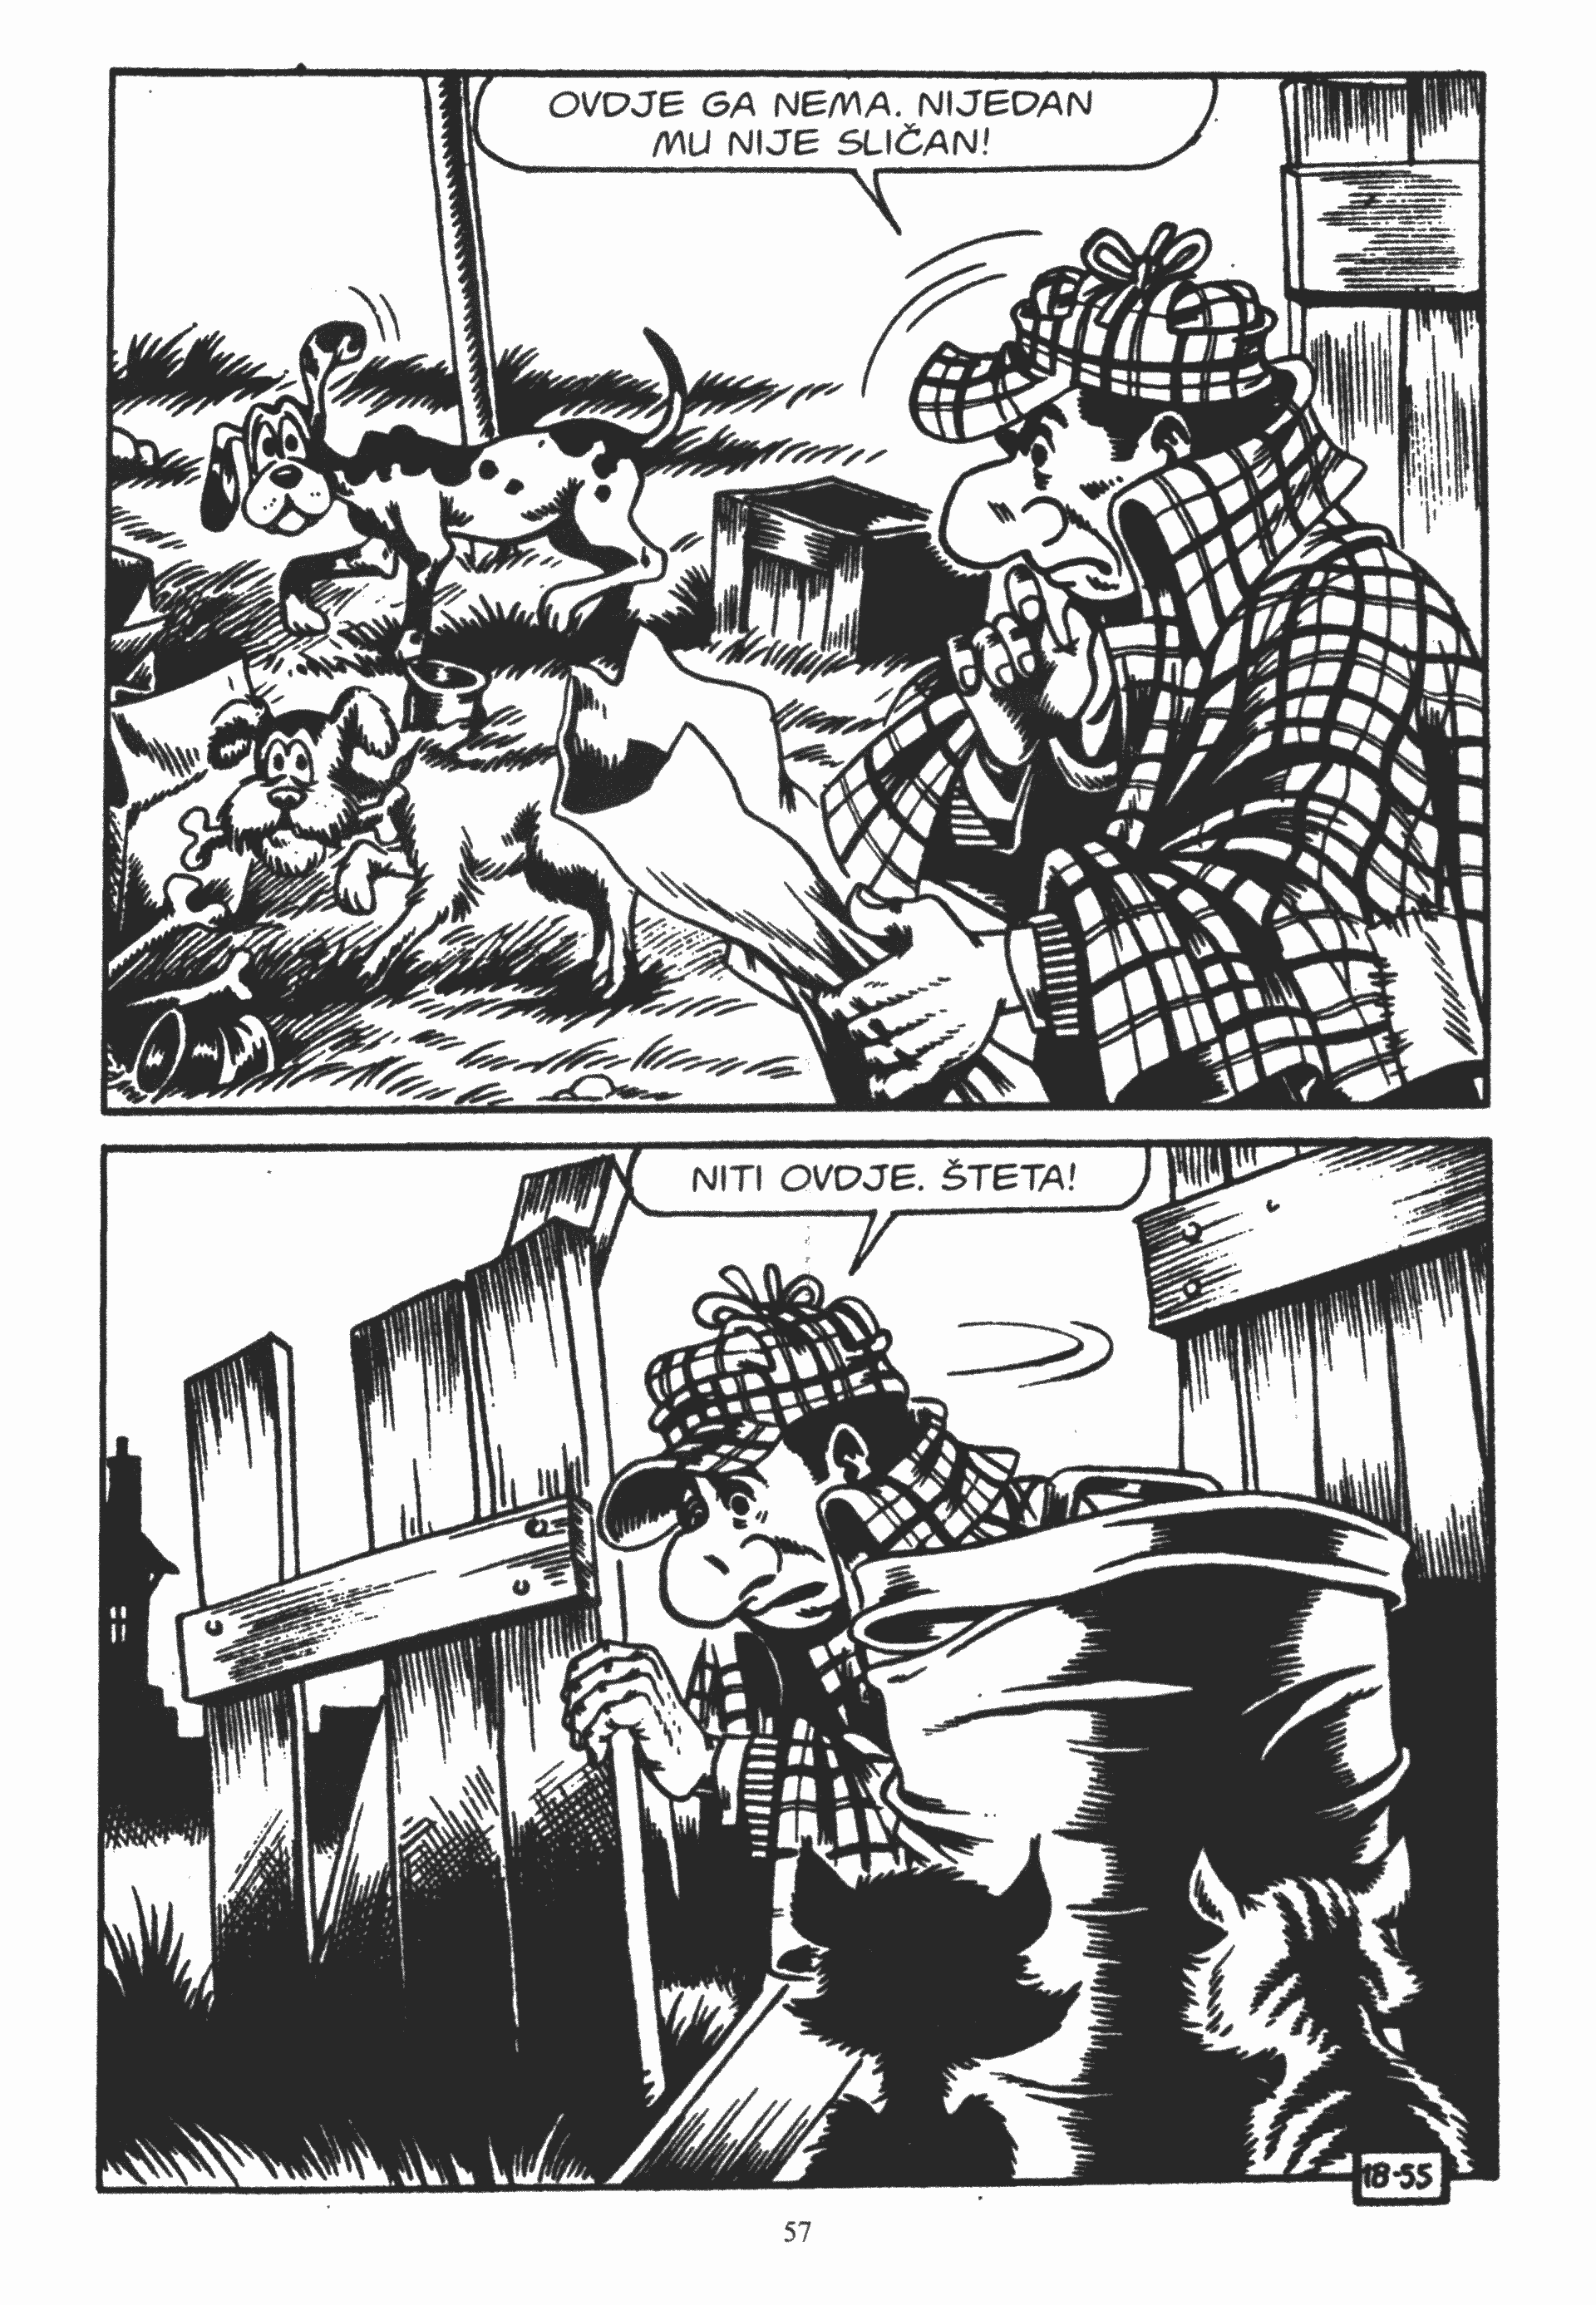 OVDJE GA NEMA. NIJEDAN
MU NIJE SLIČAN!
NITI OVDJE. ŠTETA!
18-55
57